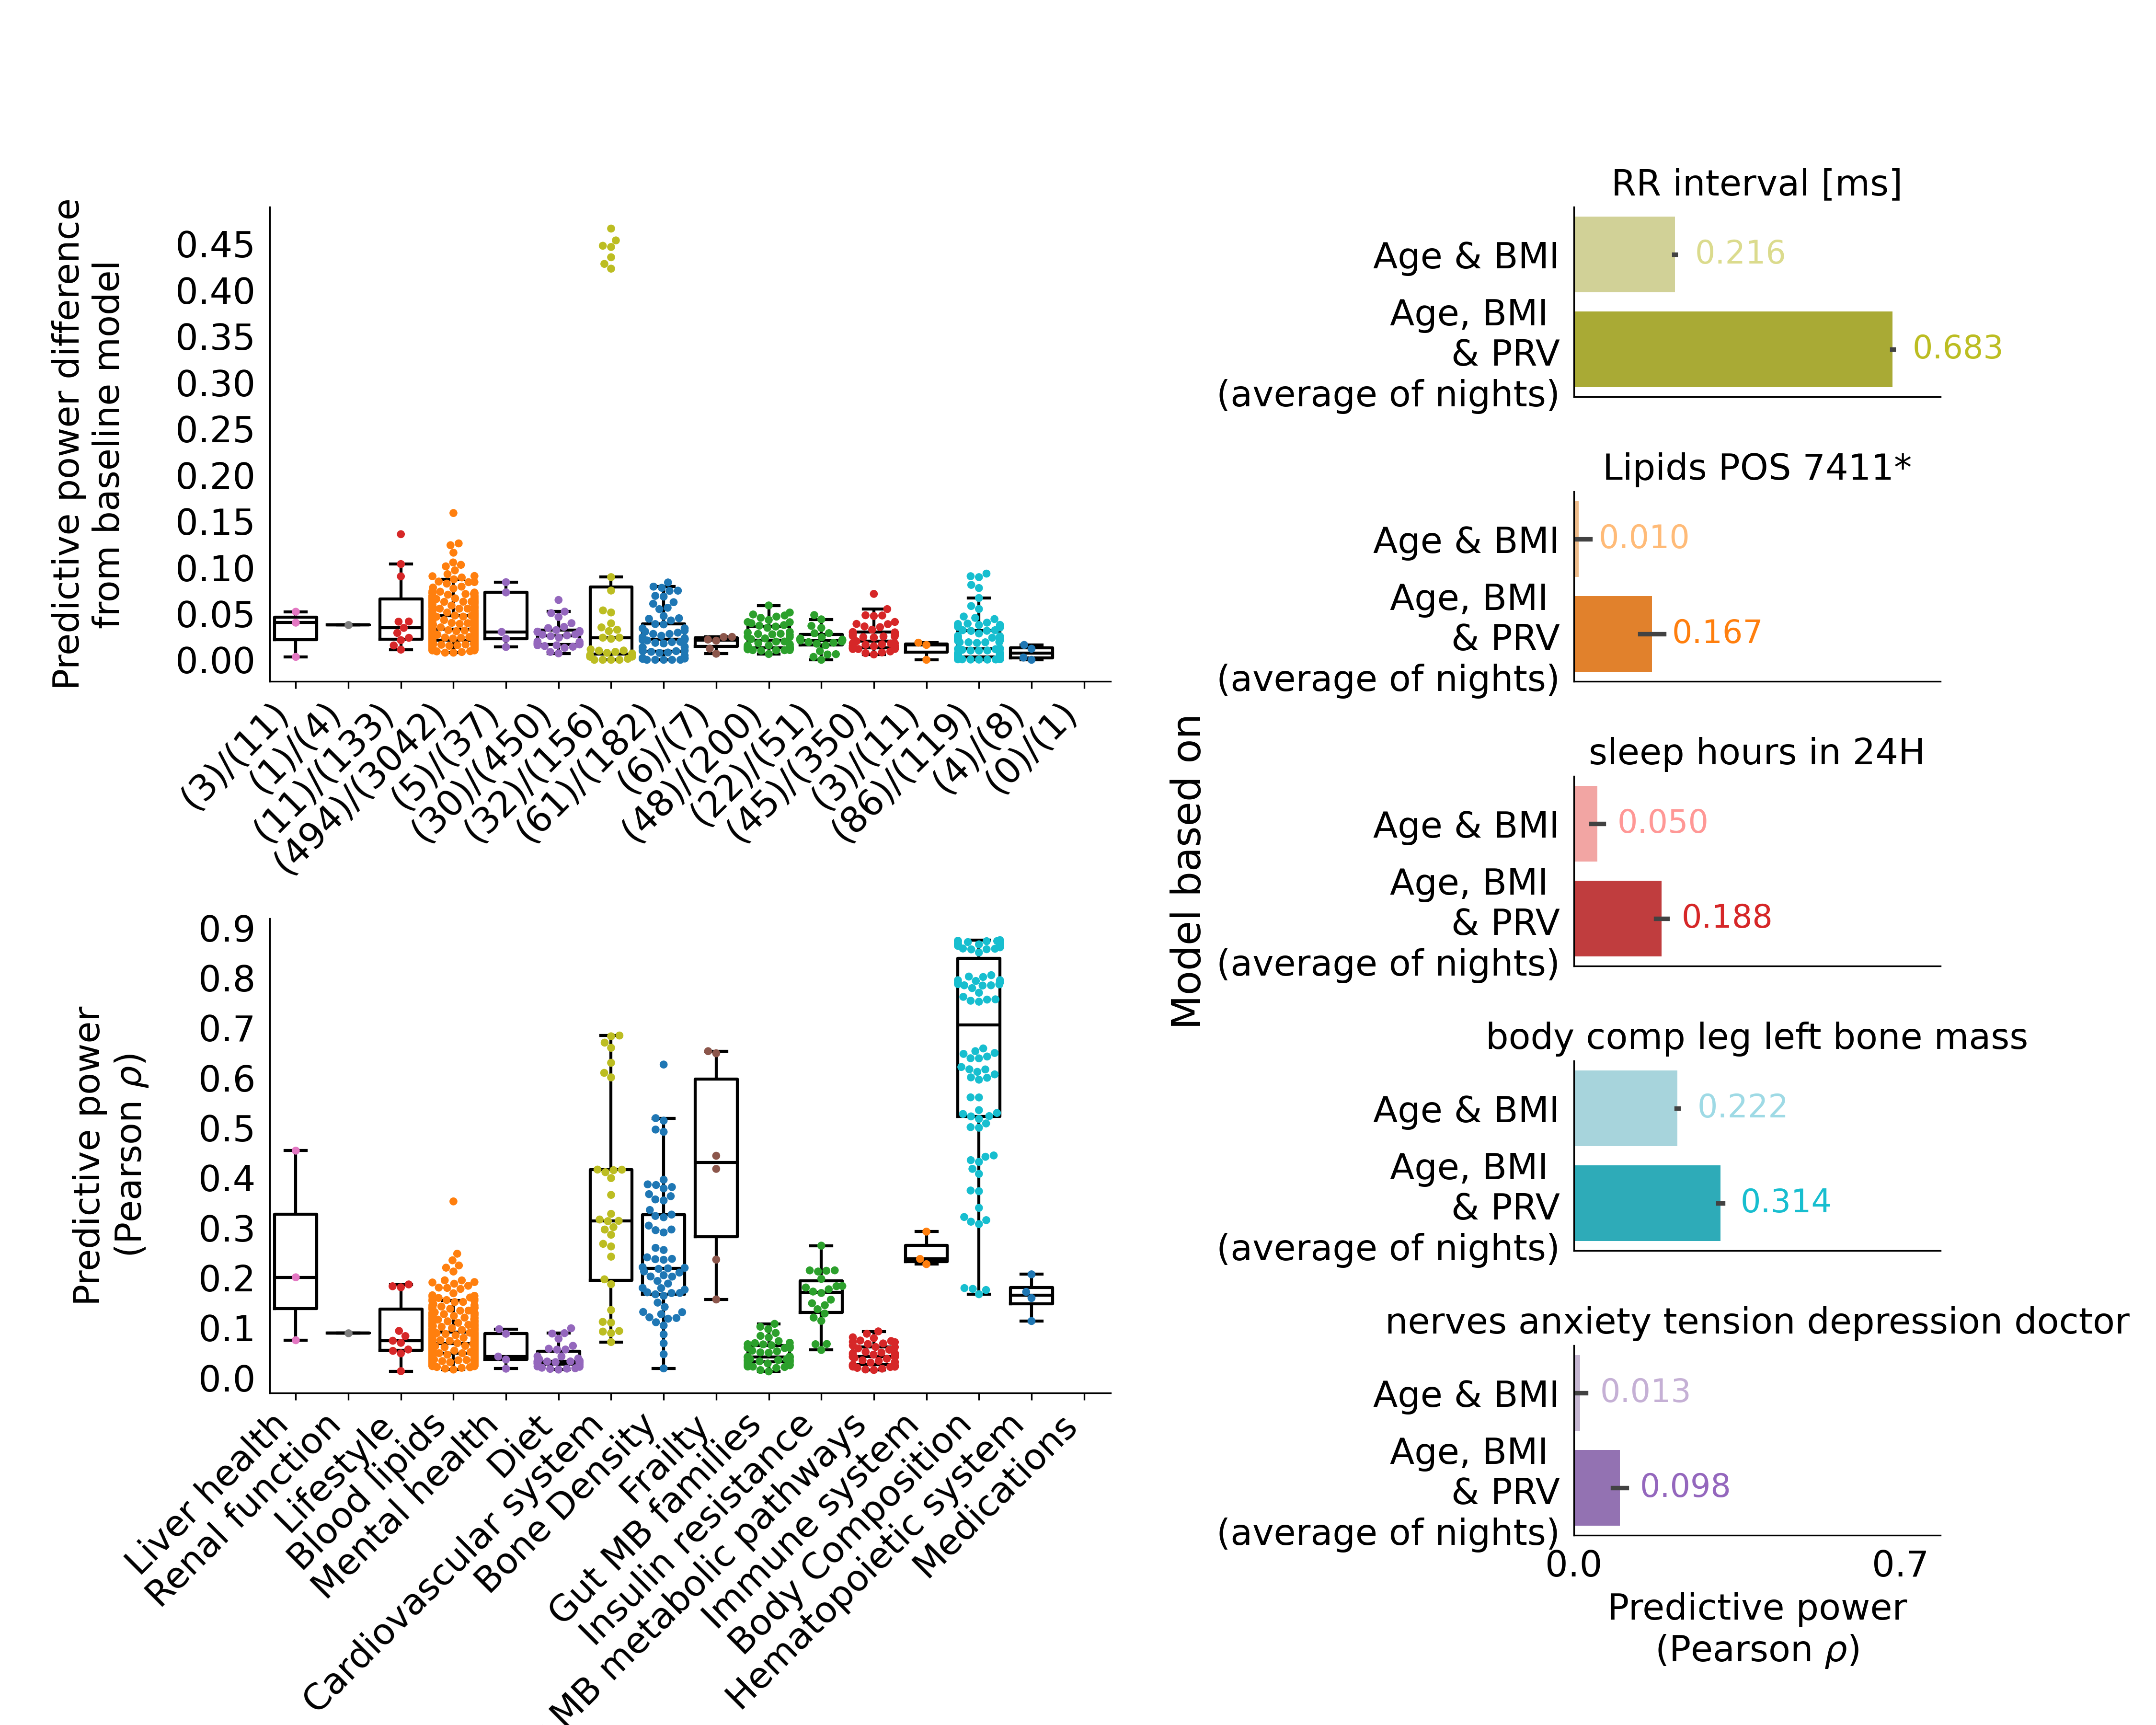 Predictive power difference
from baseline model
0.45
0.40
0.35
0.30
0.25
0.20
0.15
0.10
0.05
0.00
(3)/(11)
(1)/(4)
(11)/(133)
(494)/(3042)
(5)/(37)
(30)/(450)
(32)/(156)
(61)/(182)
(6)/(7)
(48)/(200)
(22)/(51)
(45)/(350)
(3)/(11)
(86)/(119)
(4)/(8)
(0)/(1)
Predictive power
(Pearson ρ)
0.9
0.8
0.7
0.6
0.5
0.4
0.3
0.2
0.1
0.0
Liver health
Renal function
Lifestyle
Blood lipids
Mental health
Diet
Cardiovascular system
Bone Density
Frailty
Gut MB families
Insulin resistance
MB metabolic pathways
Immune system
Body Composition
Hematopoietic system
Medications
Model based on
RR interval [ms]
Age & BMI
0.216
Age, BMI
& PRV
(average of nights)
0.683
Lipids POS 7411*
Age & BMI
0.010
Age, BMI
& PRV
(average of nights)
0.167
sleep hours in 24H
Age & BMI
0.050
Age, BMI
& PRV
(average of nights)
0.188
body comp leg left bone mass
Age & BMI
0.222
Age, BMI
& PRV
(average of nights)
0.314
nerves anxiety tension depression doctor
Age & BMI
0.013
Age, BMI
& PRV
(average of nights)
0.098
0.0
0.7
Predictive power
(Pearson ρ)